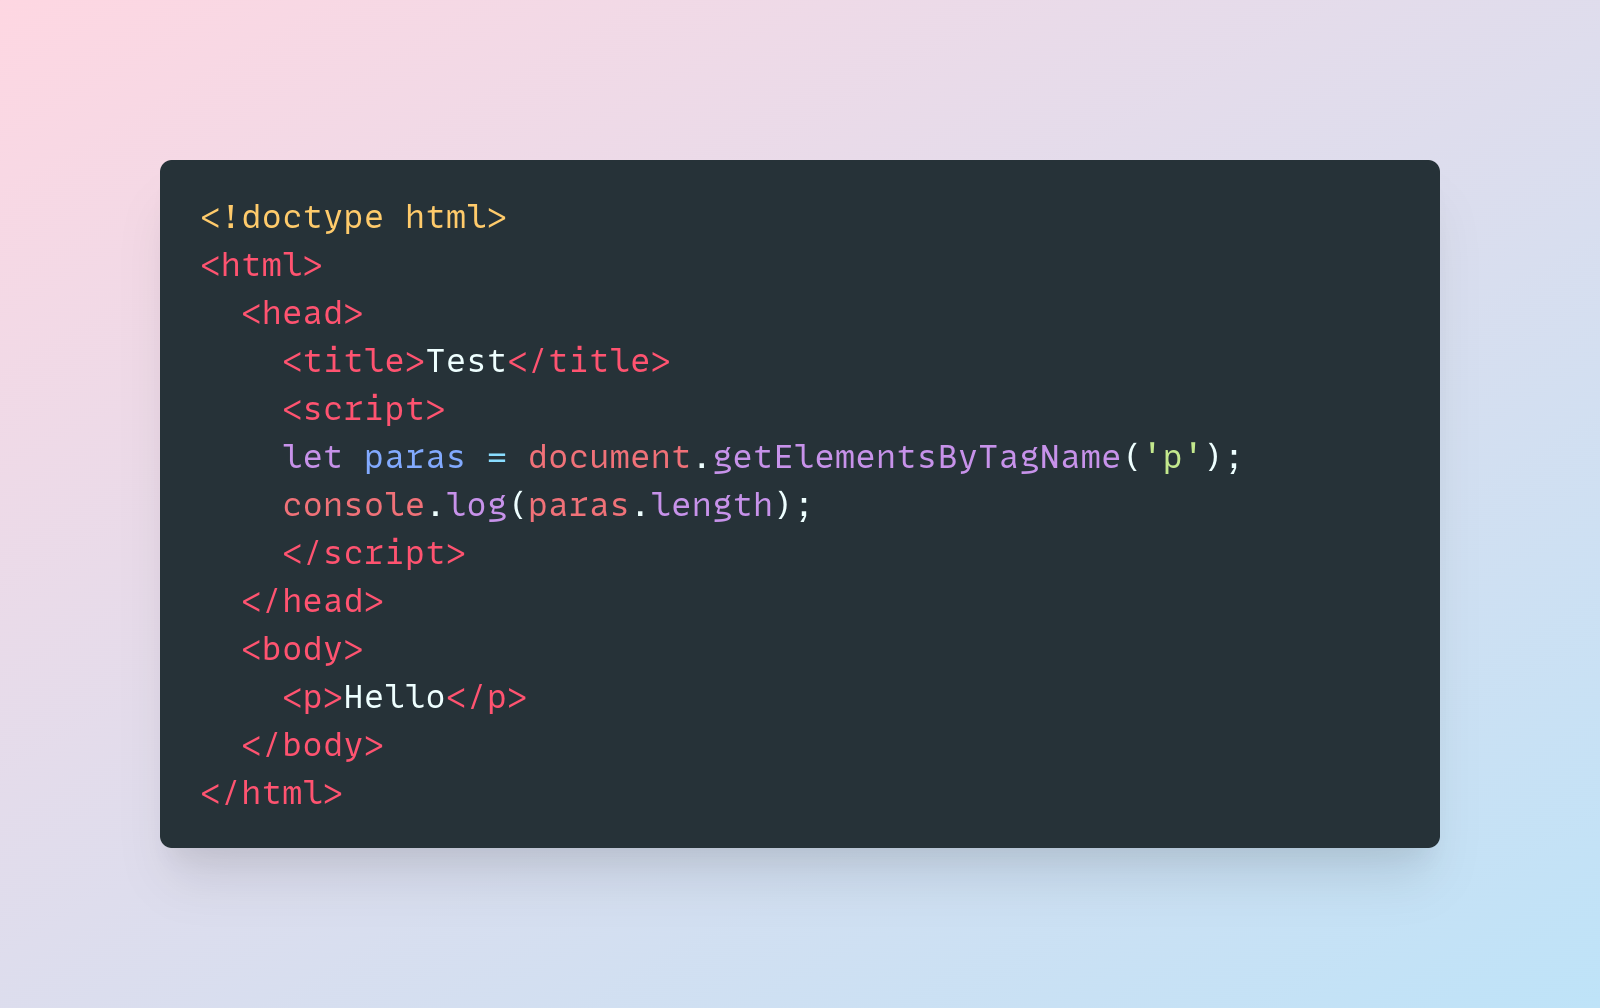 <!doctype html>
<html>
  <head>
    <title>Test</title>
    <script>
    let paras = document.getElementsByTagName('p');
    console.log(paras.length);
    </script>
  </head>
  <body>
    <p>Hello</p>
  </body>
</html>